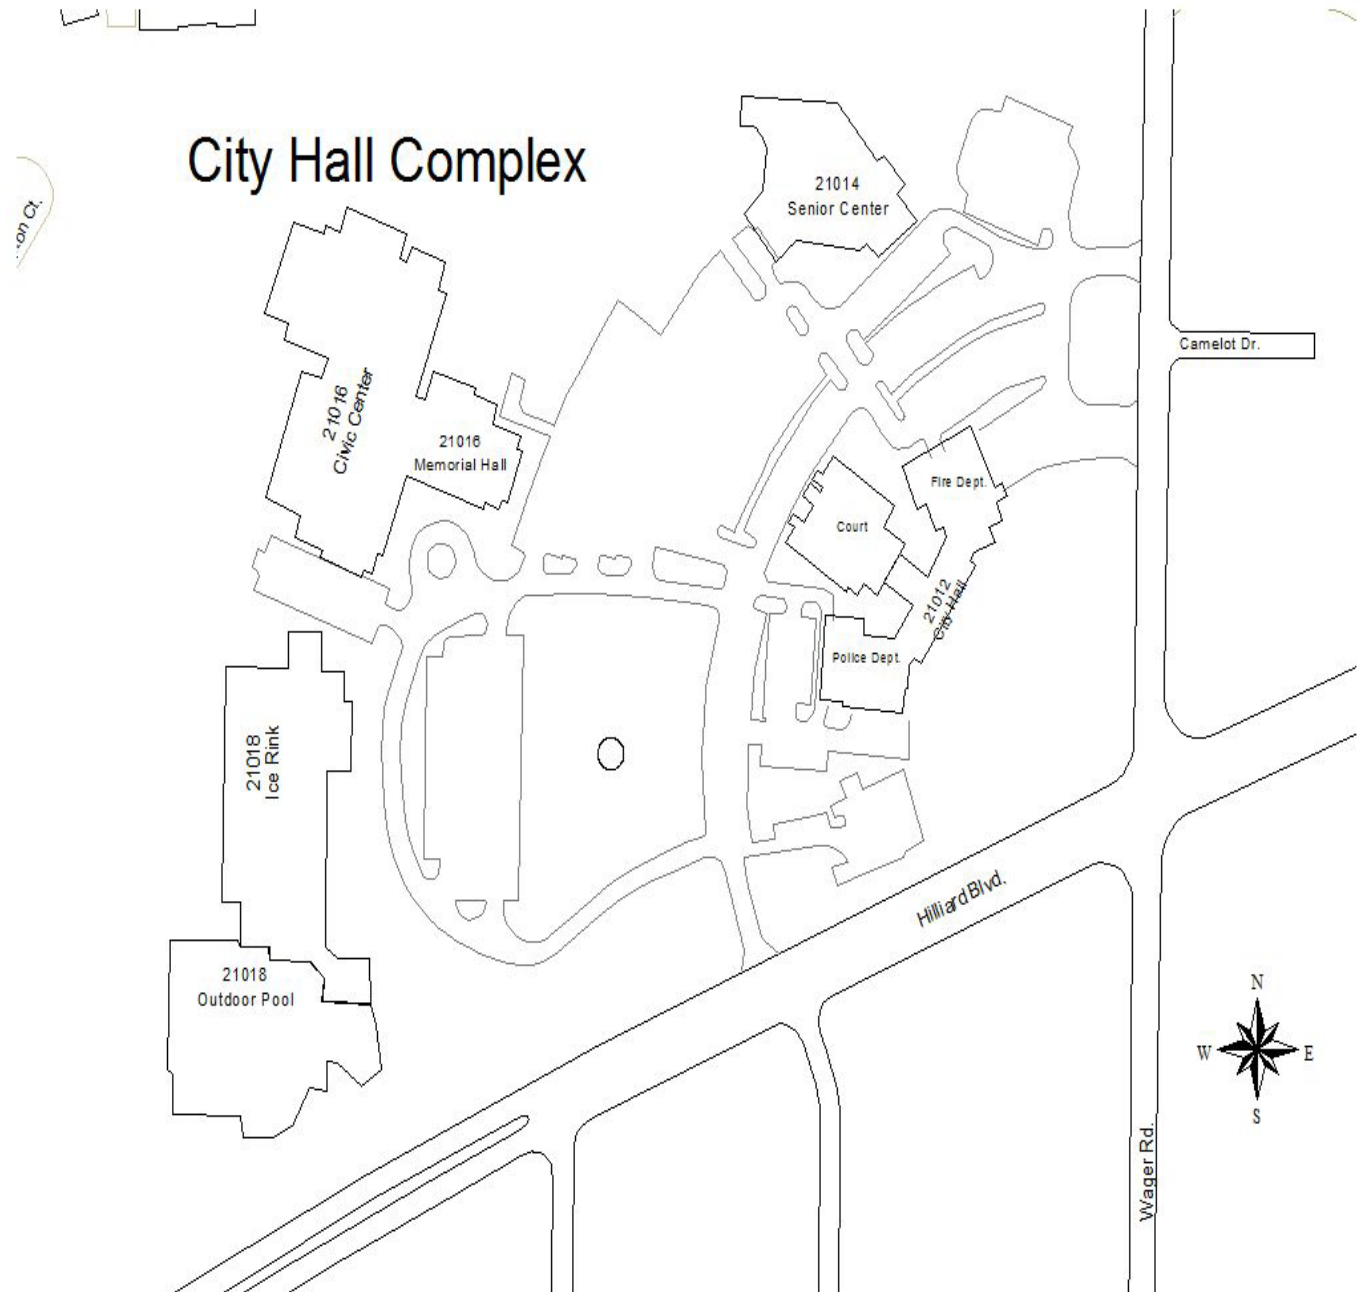 City Hall Complex
21014
Senior Center
Camelot Dr.
21016
Civic Center
21016
Memorial Hall
Fire Dept.
Court
21012
City Hall
Police Dept.
21018
Ice Rink
Hilliard Blvd.
21018
Outdoor Pool
N
W
E
S
Wager Rd.